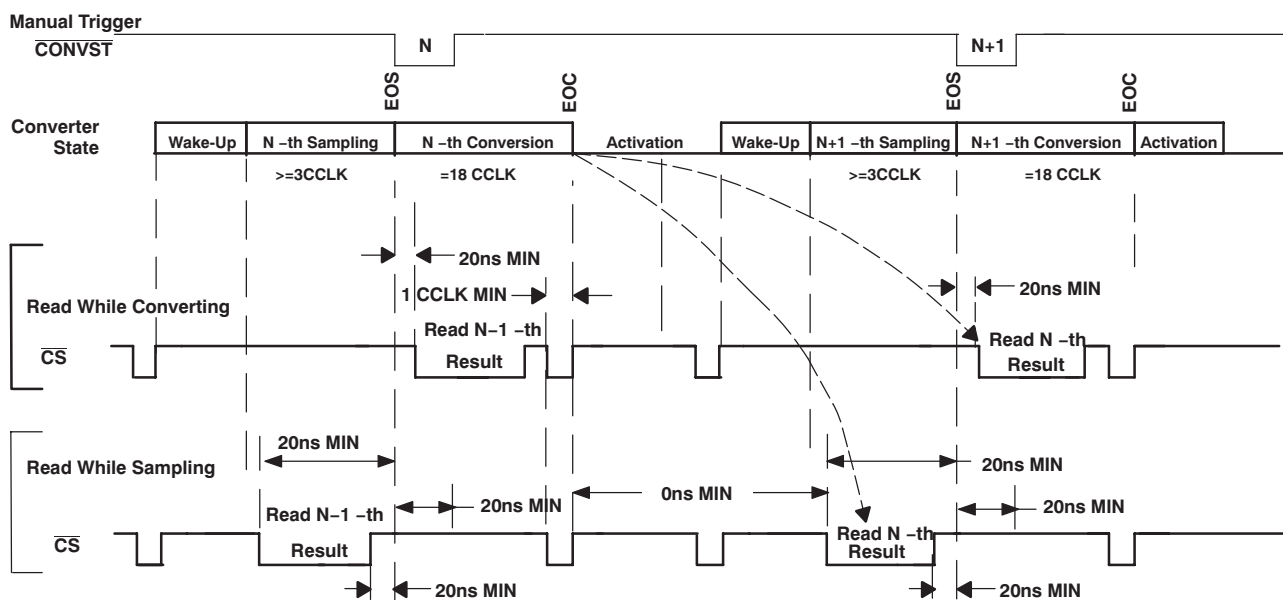 Manual Trigger
CONVST
N
N+1
EOS
EOC
EOS
EOC
Converter
State
Wake-Up
N −th Sampling
N −th Conversion
Activation
Wake-Up
N+1 −th Sampling
N+1 −th Conversion
Activation
>=3CCLK
=18 CCLK
>=3CCLK
=18 CCLK
20ns MIN
20ns MIN
1 CCLK MIN
Read While Converting
Read N−1 −th
Result
Read N −th
Result
CS
20ns MIN
Read While Sampling
20ns MIN
0ns MIN
20ns MIN
20ns MIN
Read N−1 −th
Result
Read N −th
Result
CS
20ns MIN
20ns MIN